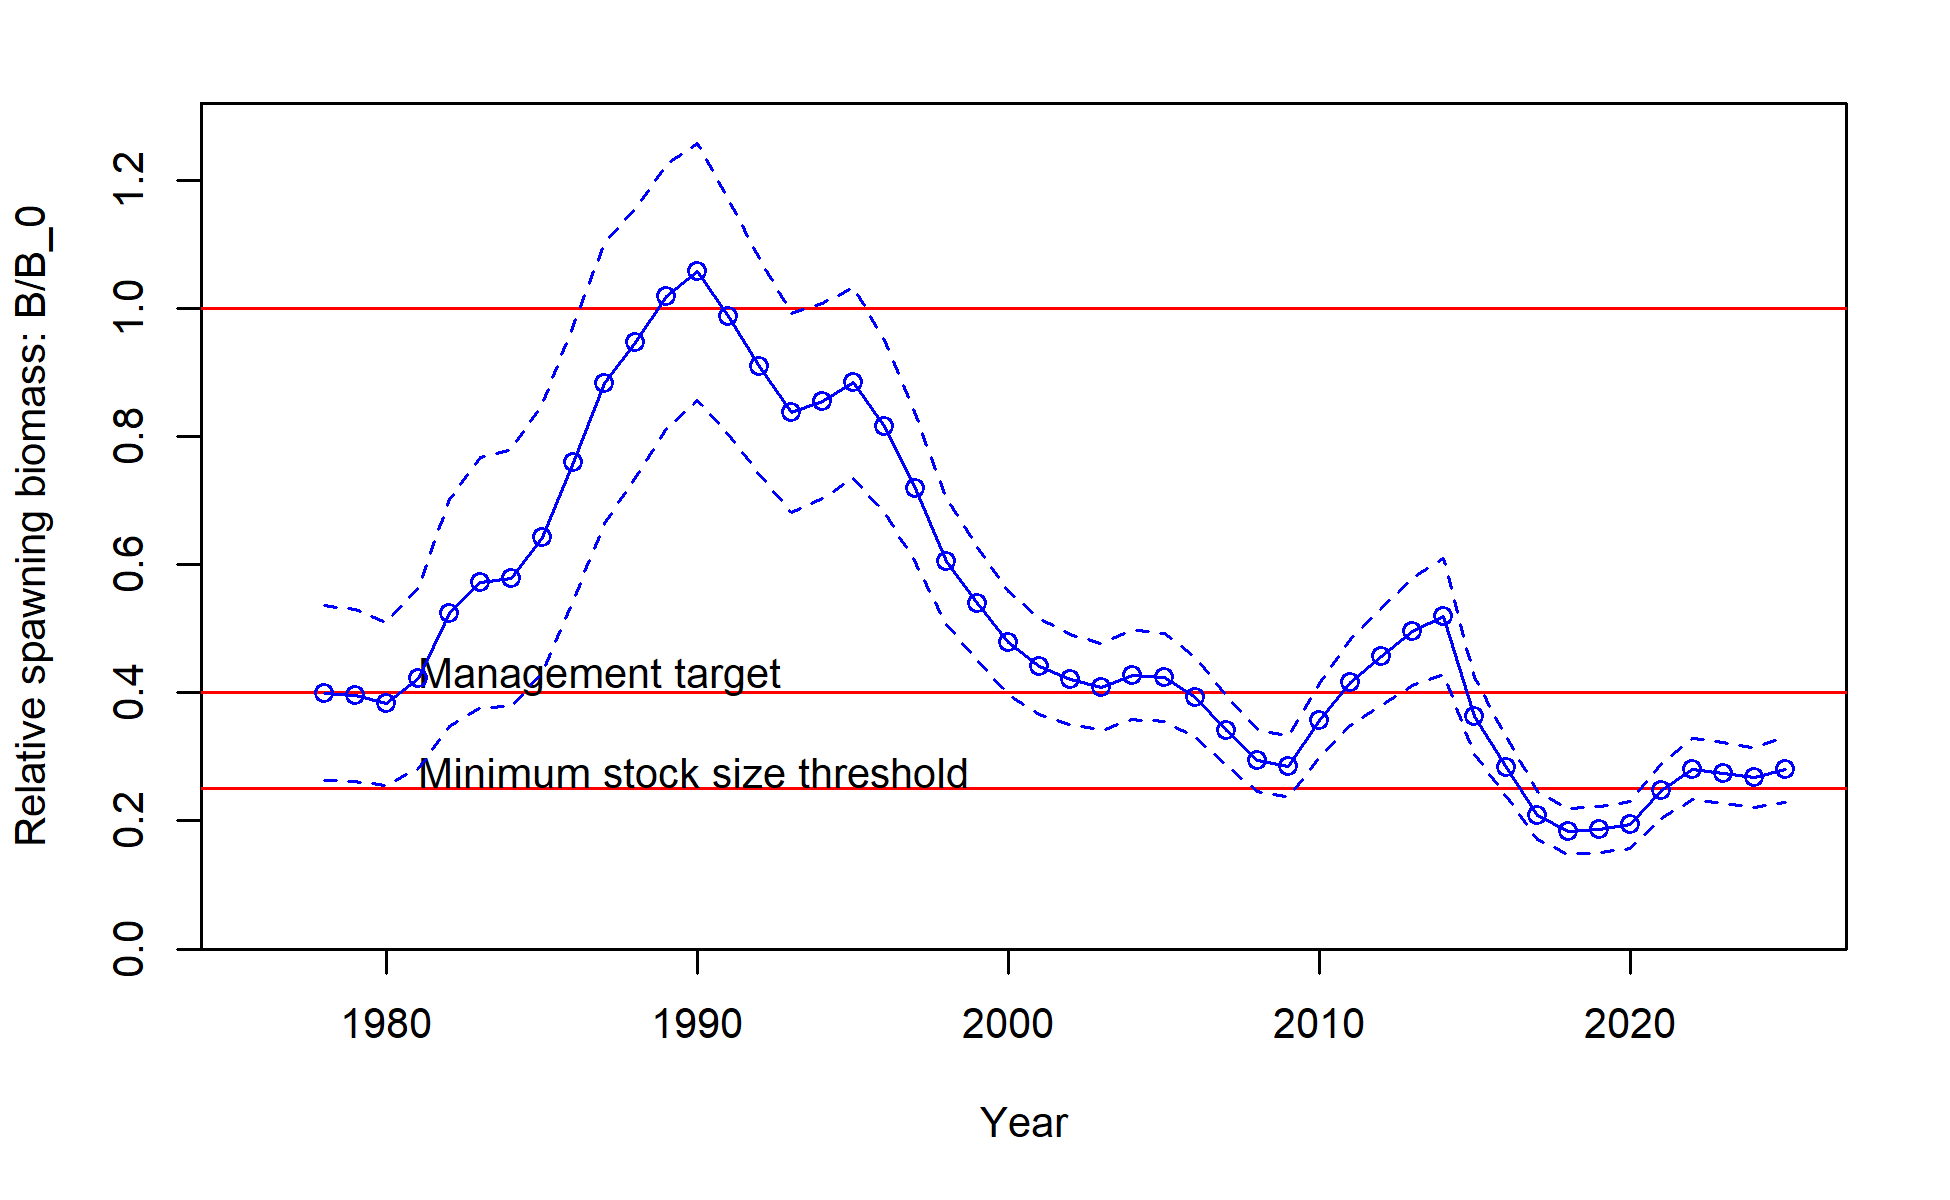 Relative spawning biomass: B/B_0
1.2
1.0
0.8
0.6
0.4
0.2
0.0
Management target
Minimum stock size threshold
1980 1990 2000 2010 2020
Year